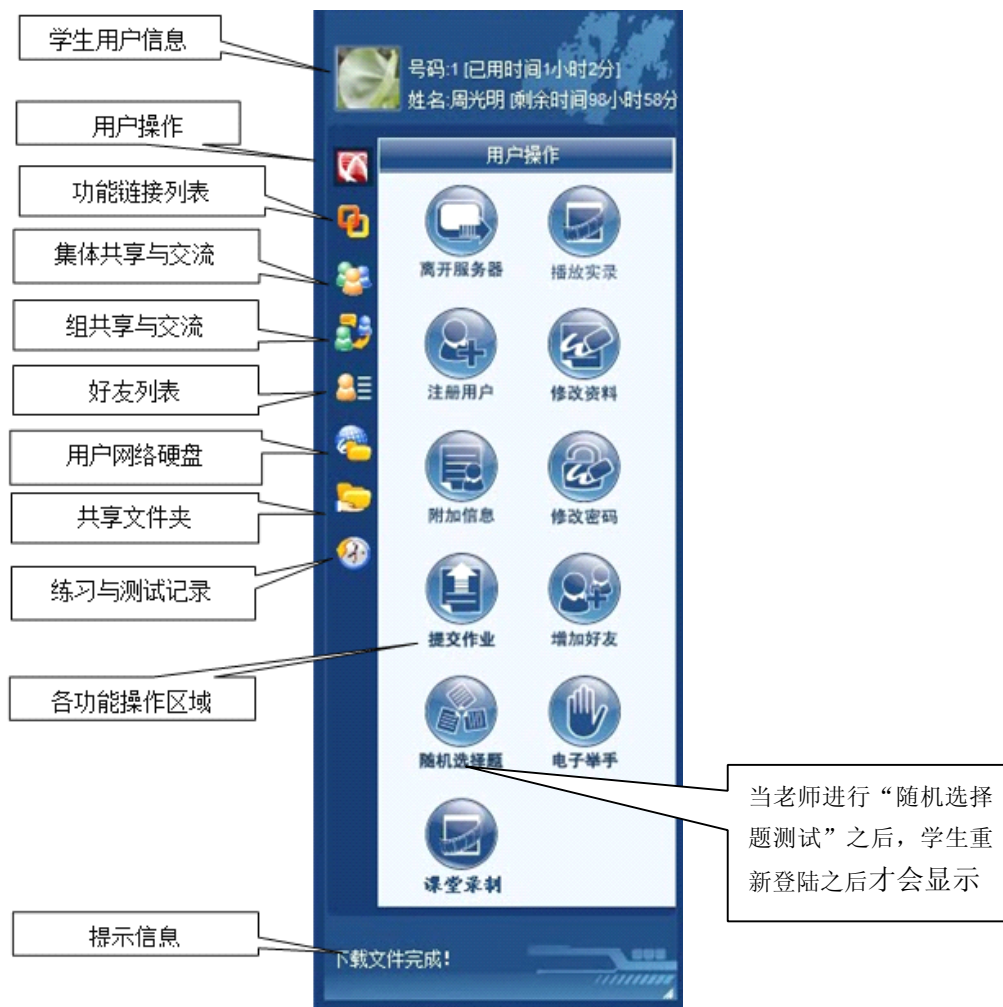 学生用户信息
号码:1 [已用时间1小时2分]
姓名:周光明 [剩余时间98小时58分
用户操作
用户操作
功能链接列表
离开服务器
播放实录
集体共享与交流
组共享与交流
注册用户
修改资料
好友列表
用户网络硬盘
附加信息
修改密码
共享文件夹
练习与测试记录
提交作业
增加好友
各功能操作区域
随机选择题
电子举手
当老师进行“随机选择
题测试”之后，学生重
新登陆之后才会显示
课堂录制
提示信息
下载文件完成!